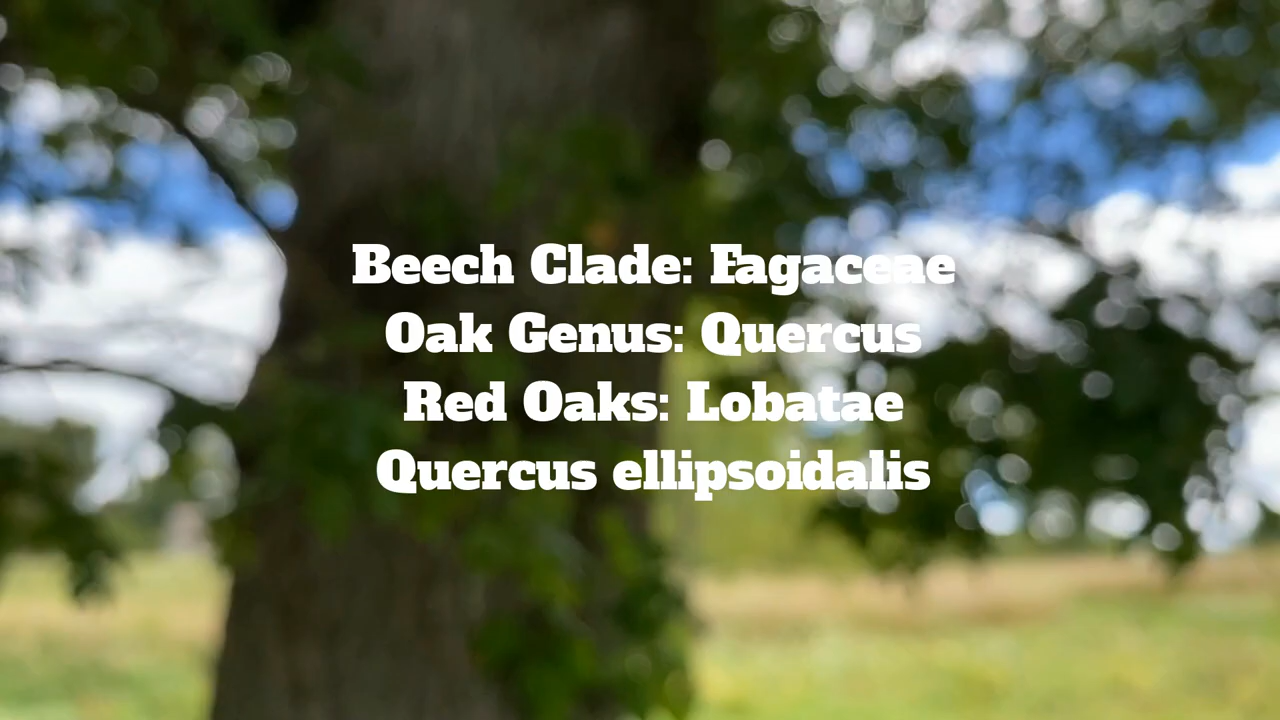 Beech Clade: Fagaceae
Oak Genus: Quercus
Red Oaks: Lobatae
Quercus ellipsoidalis